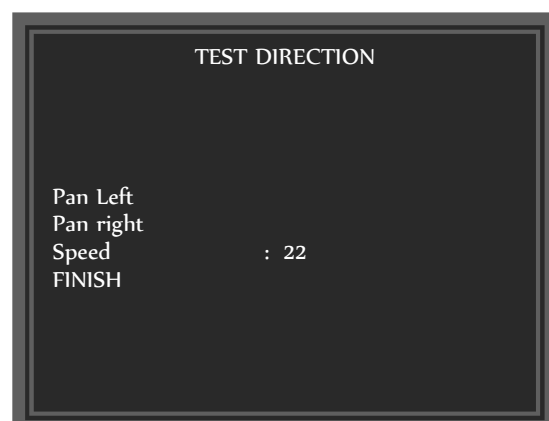 TEST DIRECTION
Pan Left
Pan right
Speed : 22
FINISH